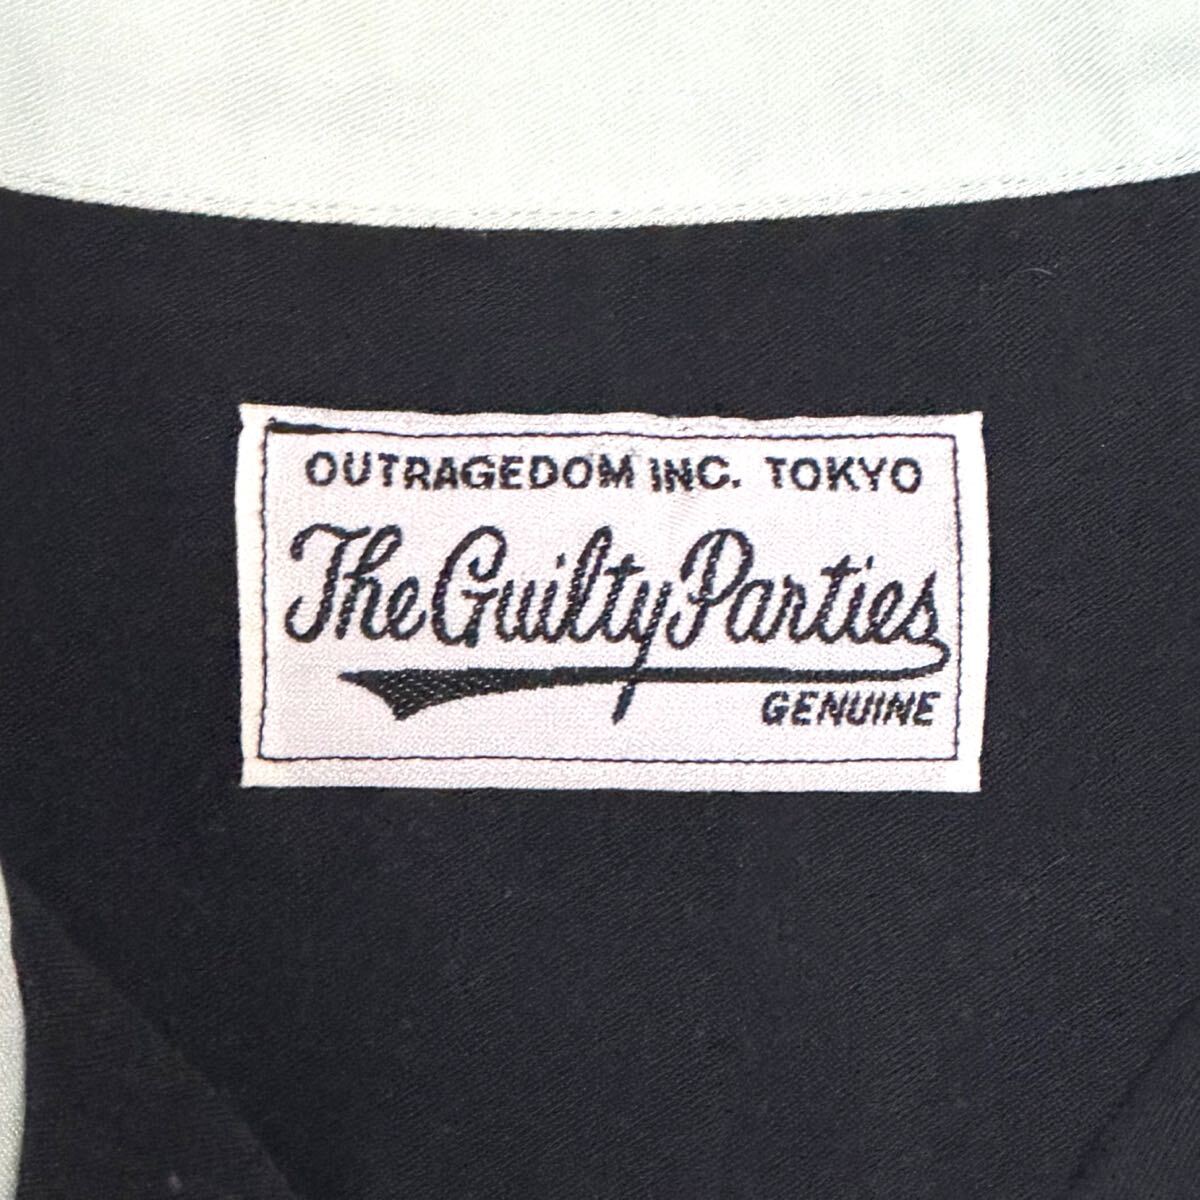 OUTRAGEDOM INC. TOKYO
The Guilty Parties
GENUINE